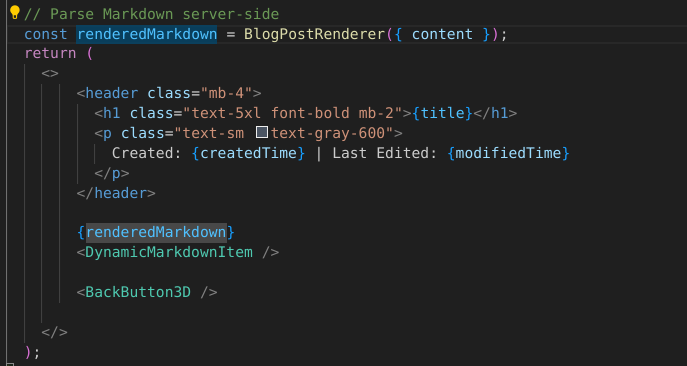 // Parse Markdown server-side
const renderedMarkdown = BlogPostRenderer({ content });
return (
<>
<header class="mb-4">
<h1 class="text-5xl font-bold mb-2">{title}</h1>
<p class="text-sm text-gray-600">
Created: {createdTime} | Last Edited: {modifiedTime}
</p>
</header>
{renderedMarkdown}
<DynamicMarkdownItem />
<BackButton3D />
</>
);